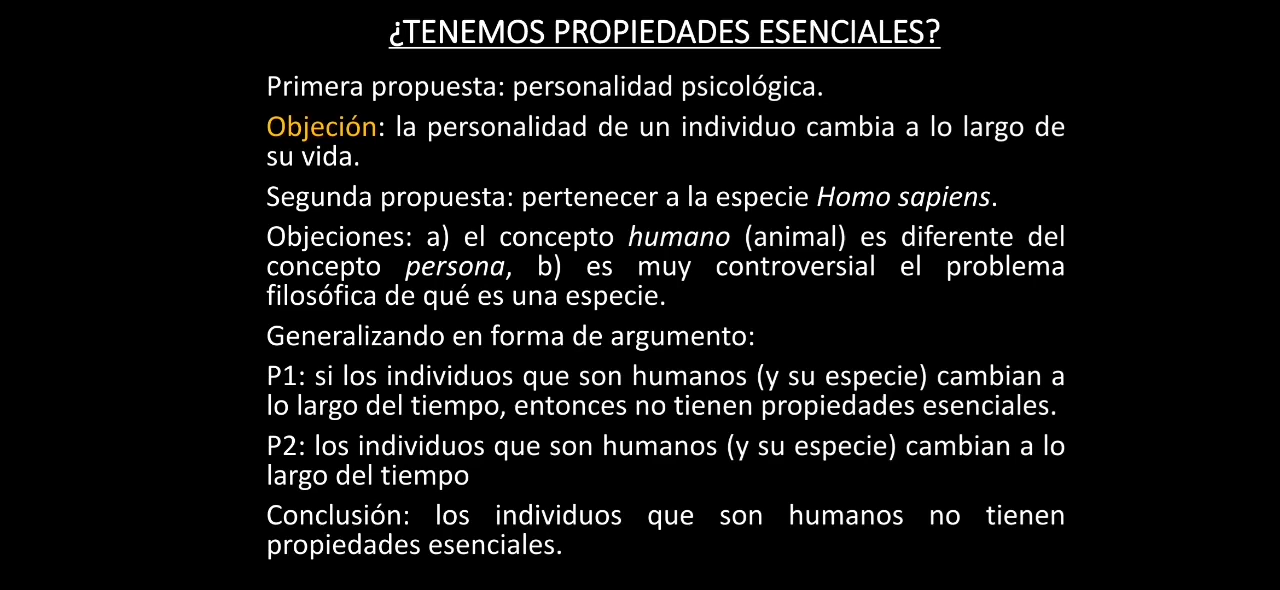 ¿TENEMOS PROPIEDADES ESENCIALES?
Primera propuesta: personalidad psicológica.
Objeción: la personalidad de un individuo cambia a lo largo de
su vida.
Segunda propuesta: pertenecer a la especie Homo sapiens.
Objeciones: a) el concepto humano (animal) es diferente del
concepto persona, b) es muy controversial el problema
filosófica de qué es una especie.
Generalizando en forma de argumento:
P1: si los individuos que son humanos (y su especie) cambian a
lo largo del tiempo, entonces no tienen propiedades esenciales.
P2: los individuos que son humanos (y su especie) cambian a lo
largo del tiempo
Conclusión: los individuos que son humanos no tienen
propiedades esenciales.